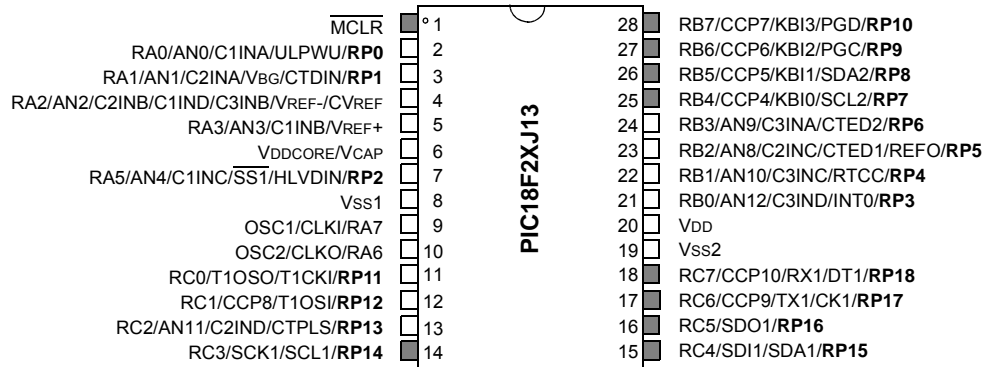 MCLR 1 28 RB7/CCP7/KBI3/PGD/RP10
RA0/AN0/C1INA/ULPWU/RP0 2 27 RB6/CCP6/KBI2/PGC/RP9
RA1/AN1/C2INA/VBG/CTDIN/RP1 3 26 RB5/CCP5/KBI1/SDA2/RP8
RA2/AN2/C2INB/C1IND/C3INB/VREF-/CVREF 4 25 RB4/CCP4/KBI0/SCL2/RP7
RA3/AN3/C1INB/VREF+ 5 24 RB3/AN9/C3INA/CTED2/RP6
VDDCORE/VCAP 6 23 RB2/AN8/C2INC/CTED1/REFO/RP5
RA5/AN4/C1INC/SS1/HLVDIN/RP2 7 22 RB1/AN10/C3INC/RTCC/RP4
VSS1 8 21 RB0/AN12/C3IND/INT0/RP3
OSC1/CLKI/RA7 9 20 VDD
OSC2/CLKO/RA6 10 19 VSS2
RC0/T1OSO/T1CKI/RP11 11 18 RC7/CCP10/RX1/DT1/RP18
RC1/CCP8/T1OSI/RP12 12 17 RC6/CCP9/TX1/CK1/RP17
RC2/AN11/C2IND/CTPLS/RP13 13 16 RC5/SDO1/RP16
RC3/SCK1/SCL1/RP14 14 15 RC4/SDI1/SDA1/RP15
PIC18F2XJ13